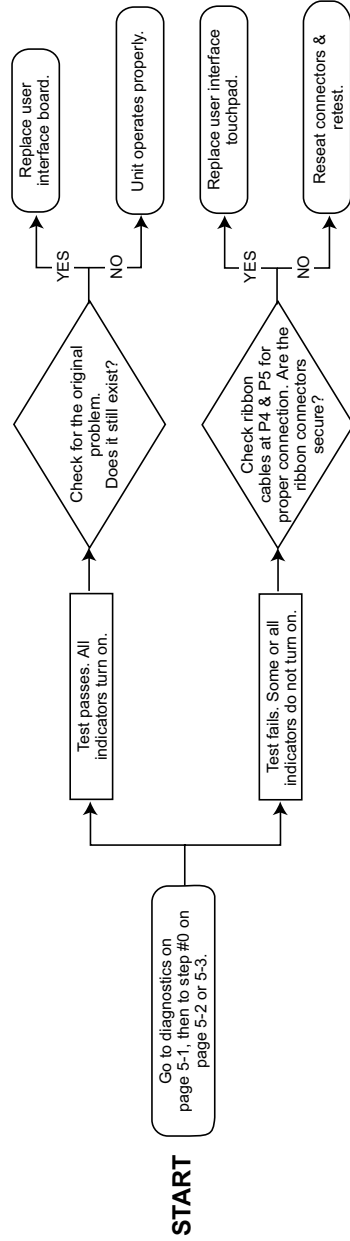 START
Go to diagnostics on
page 5-1, then to step #0 on
page 5-2 or 5-3.
Test passes. All
indicators turn on.
Check for the original
problem.
Does it still exist?
YES
Replace user
interface board.
NO
Unit operates properly.
Test fails. Some or all
indicators do not turn on.
Check ribbon
cables at P4 & P5 for
proper connection. Are the
ribbon connectors
secure?
YES
Replace user interface
touchpad.
NO
Reseat connectors &
retest.